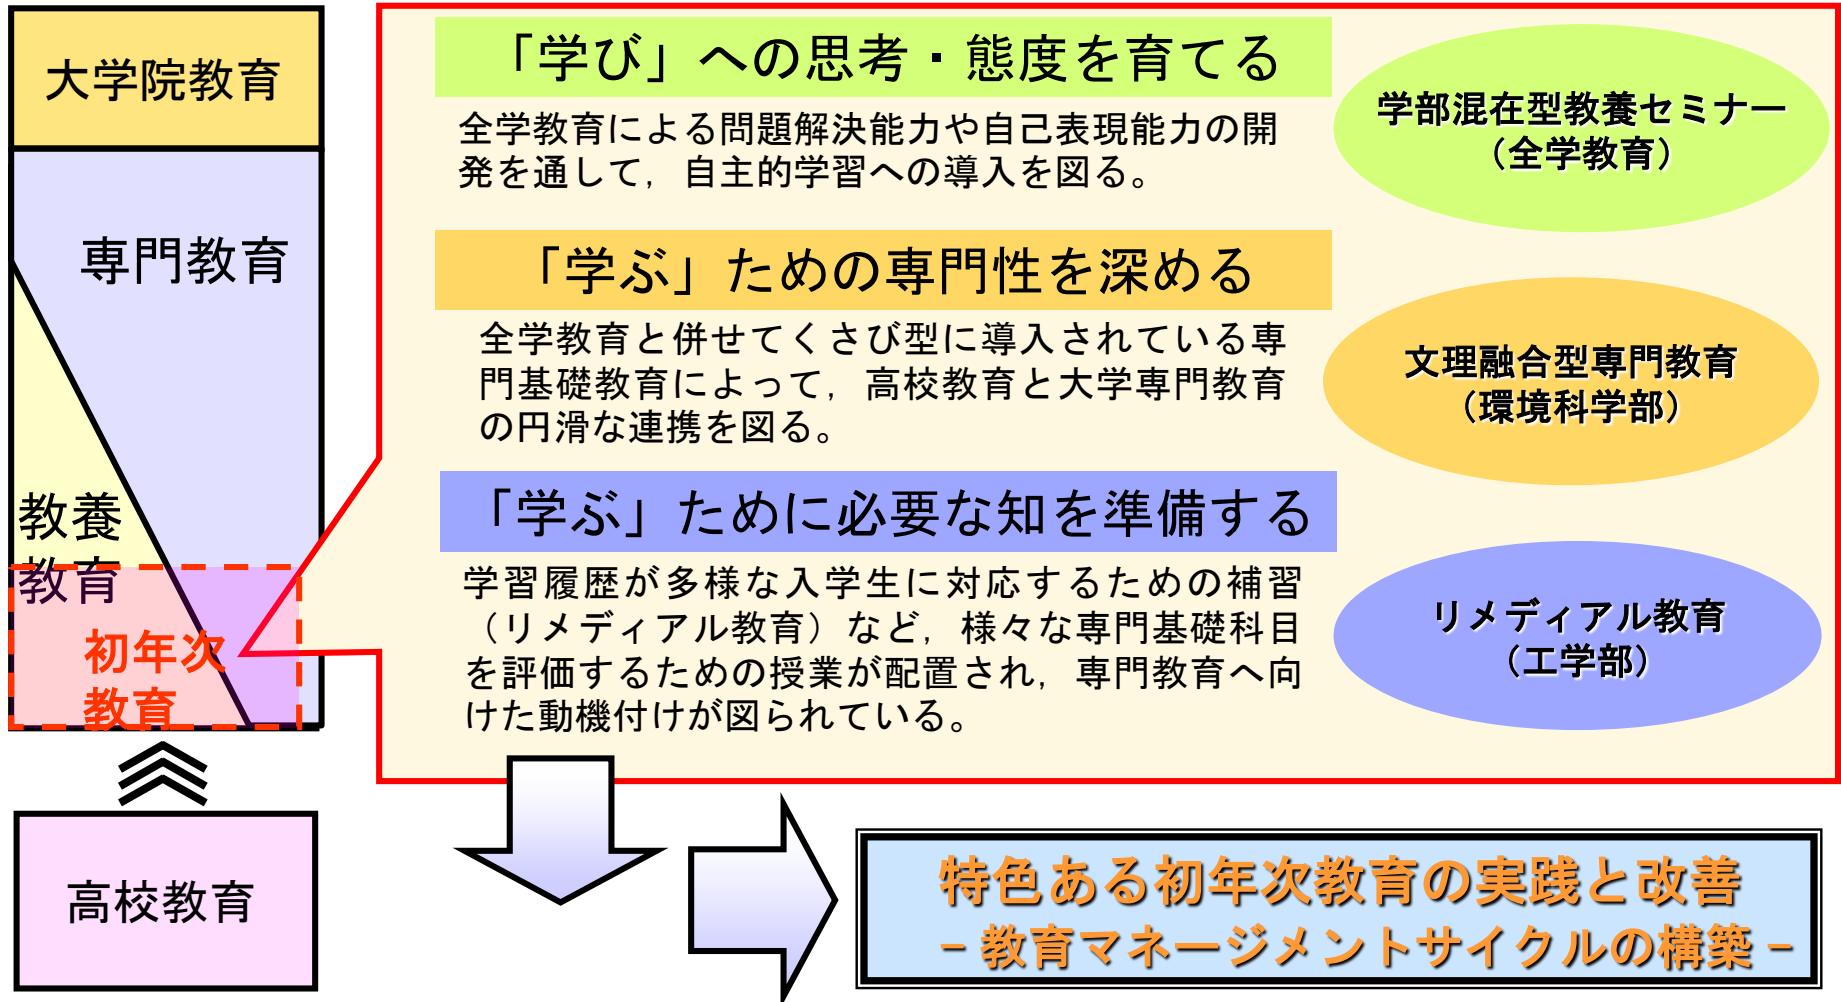 大学院教育
専門教育
教養
教育
初年次
教育
高校教育
「学び」への思考・態度を育てる
全学教育による問題解決能力や自己表現能力の開
発を通して，自主的学習への導入を図る。
学部混在型教養セミナー
（全学教育）
「学ぶ」ための専門性を深める
全学教育と併せてくさび型に導入されている専
門基礎教育によって，高校教育と大学専門教育
の円滑な連携を図る。
文理融合型専門教育
（環境科学部）
「学ぶ」ために必要な知を準備する
学習履歴が多様な入学生に対応するための補習
（リメディアル教育）など，様々な専門基礎科目
を評価するための授業が配置され，専門教育へ向
けた動機付けが図られている。
リメディアル教育
（工学部）
特色ある初年次教育の実践と改善
－教育マネージメントサイクルの構築－